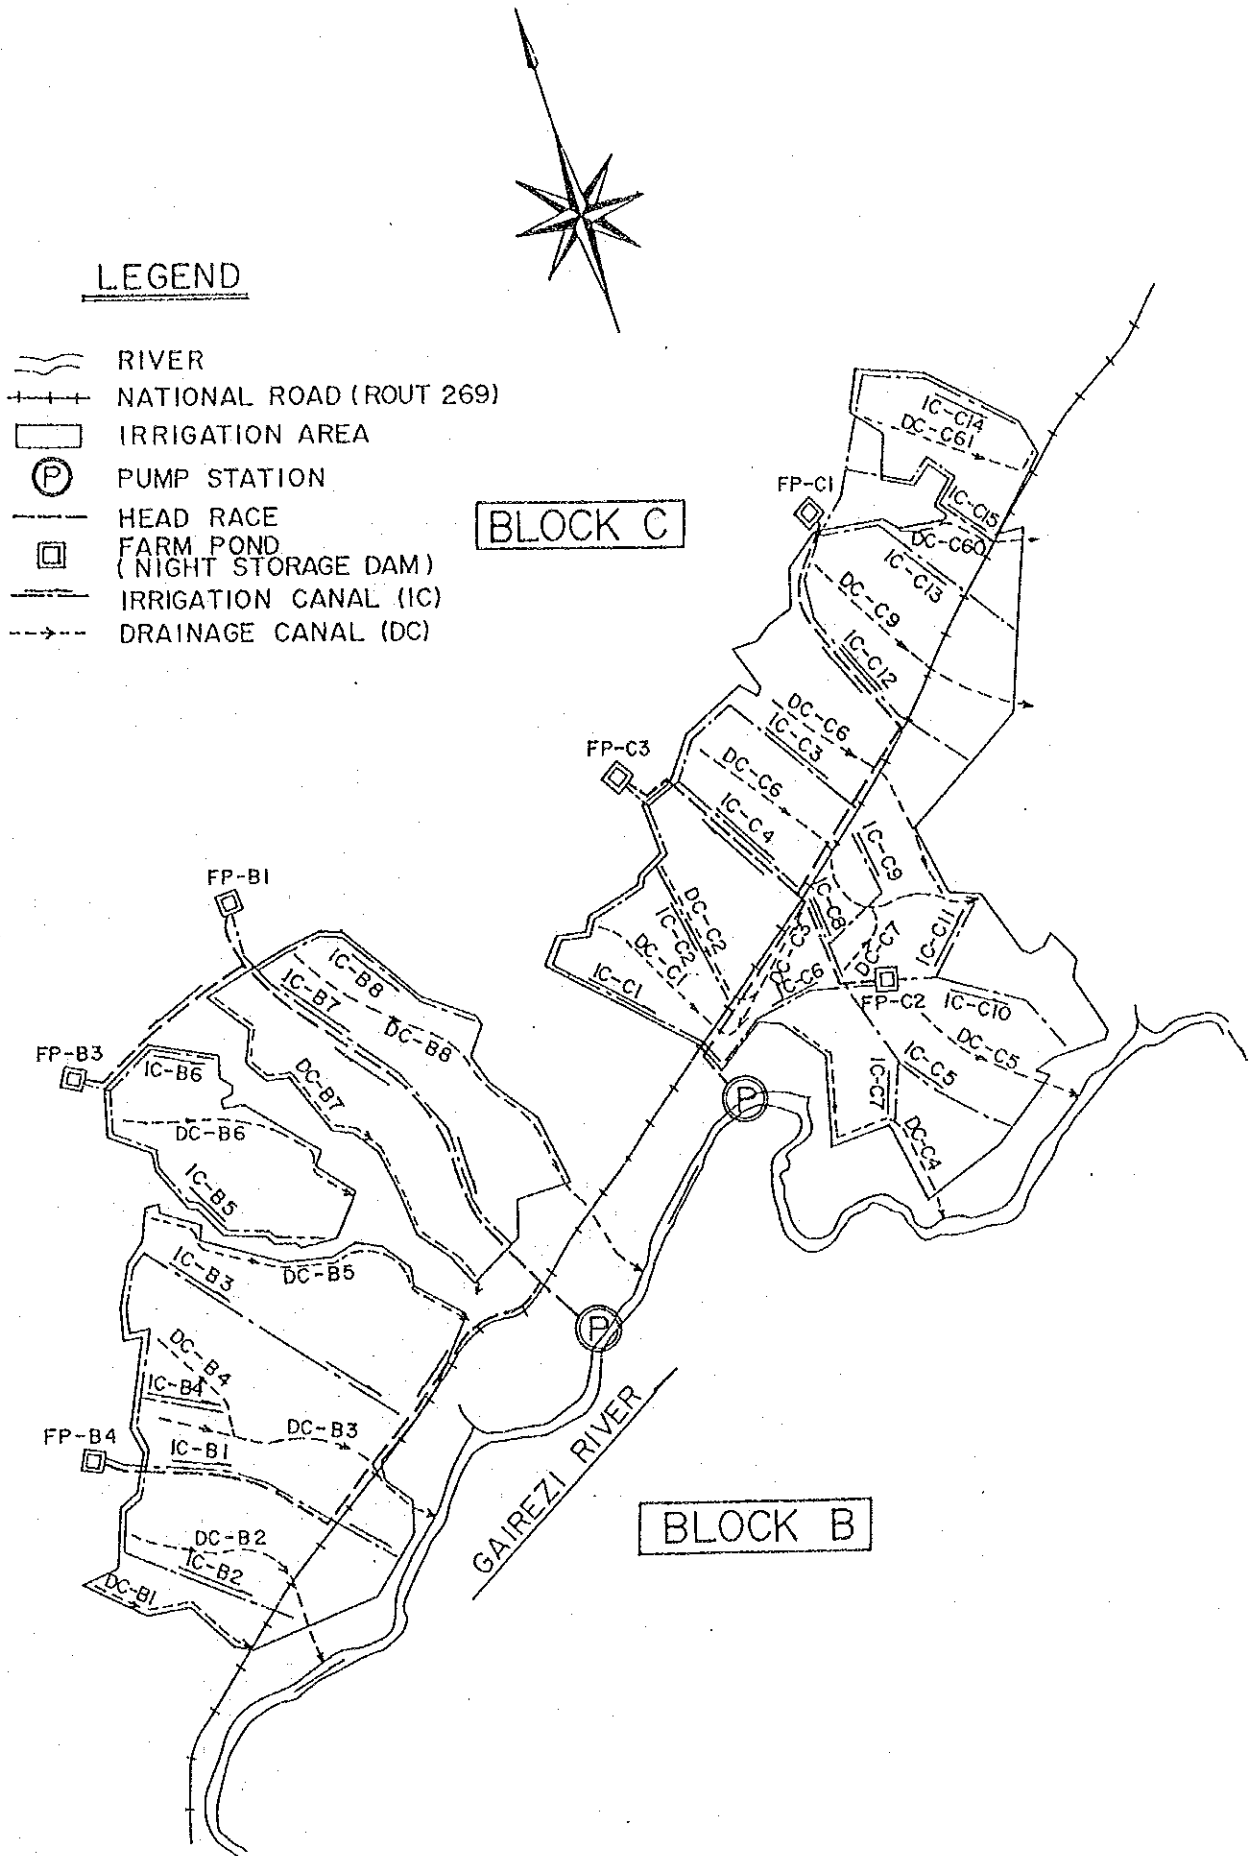 LEGEND
RIVER
NATIONAL ROAD (ROUT 269)
IRRIGATION AREA
P PUMP STATION
HEAD RACE
FARM POND
(NIGHT STORAGE DAM)
IRRIGATION CANAL (IC)
DRAINAGE CANAL (DC)
BLOCK C
IC-C14
DC-C61
FP-C1
IC-C15
DC-C60
IC-C13
DC-C9
IC-C12
DC-C6
IC-C3
FP-C3
DC-C6
IC-C4
IC-C9
IC-C8
DC-C2
IC-C2
DC-C3
DC-C7
IC-C11
DC-C1
IC-C1
IC-C6
FP-C2
IC-C10
DC-C5
IC-C5
IC-C7
DC-C4
P
FP-B1
IC-B8
IC-B7
DC-B8
FP-B3
IC-B6
DC-B7
DC-B6
IC-B5
IC-B3
DC-B5
P
DC-B4
IC-B4
DC-B3
FP-B4
IC-B1
GAIREZI RIVER
BLOCK B
DC-B2
IC-B2
DC-B1